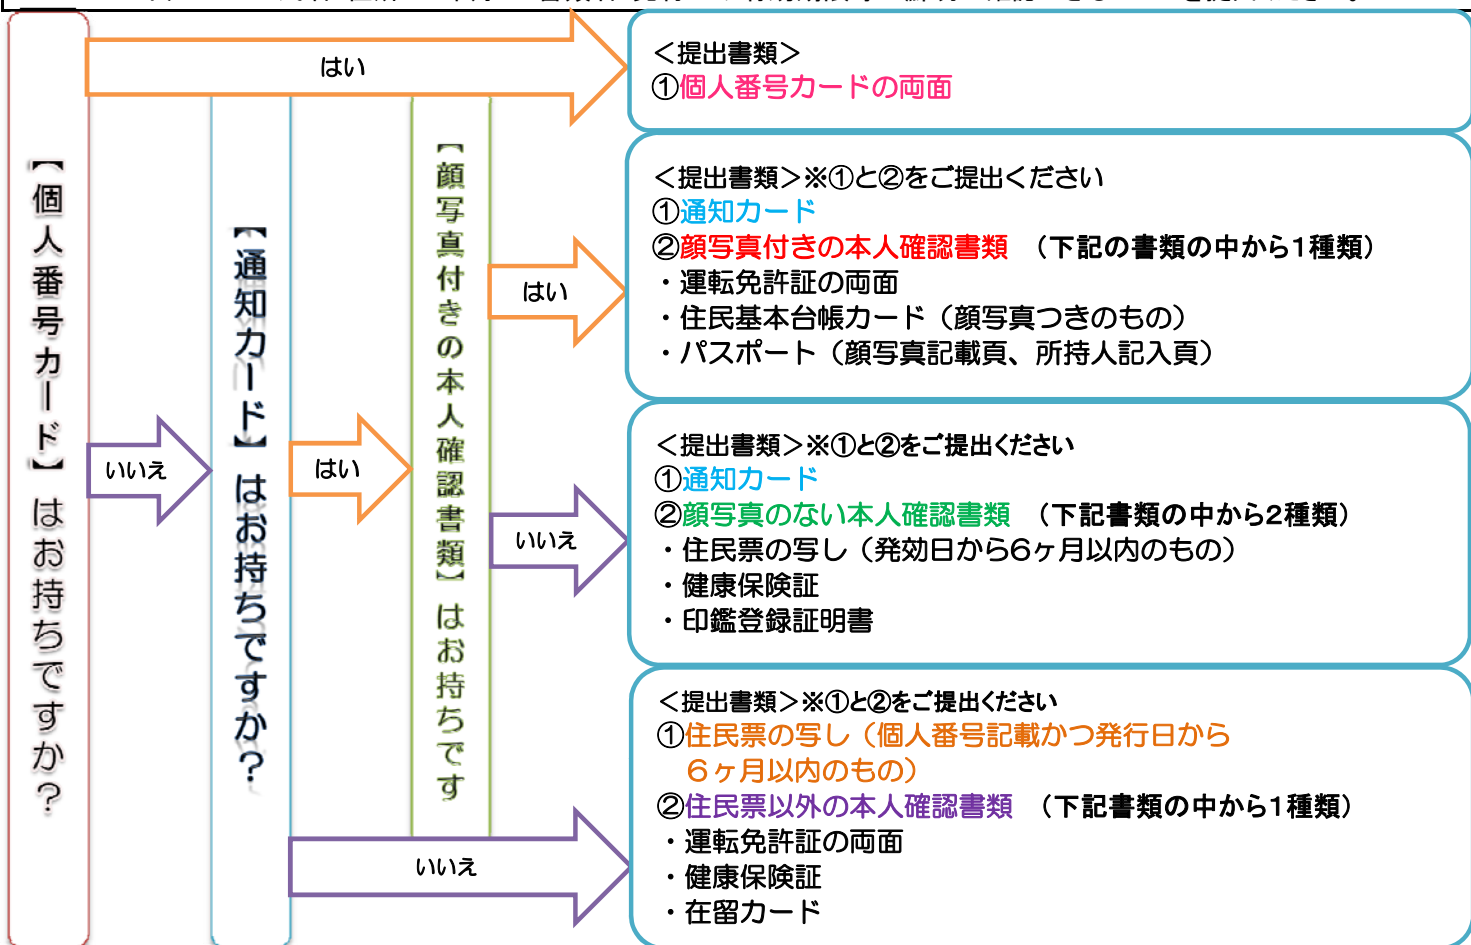 【個人番号カード】はお持ちですか？
はい
いいえ
【通知カード】はお持ちですか？
はい
いいえ
【顔写真付きの本人確認書類】はお持ちです
はい
いいえ
＜提出書類＞
①個人番号カードの両面
＜提出書類＞※①と②をご提出ください
①通知カード
②顔写真付きの本人確認書類　（下記の書類の中から1種類）
・運転免許証の両面
・住民基本台帳カード（顔写真つきのもの）
・パスポート（顔写真記載頁、所持人記入頁）
＜提出書類＞※①と②をご提出ください
①通知カード
②顔写真のない本人確認書類　（下記書類の中から2種類）
・住民票の写し（発効日から6ヶ月以内のもの）
・健康保険証
・印鑑登録証明書
＜提出書類＞※①と②をご提出ください
①住民票の写し（個人番号記載かつ発行日から
６ヶ月以内のもの）
②住民票以外の本人確認書類　（下記書類の中から1種類）
・運転免許証の両面
・健康保険証
・在留カード